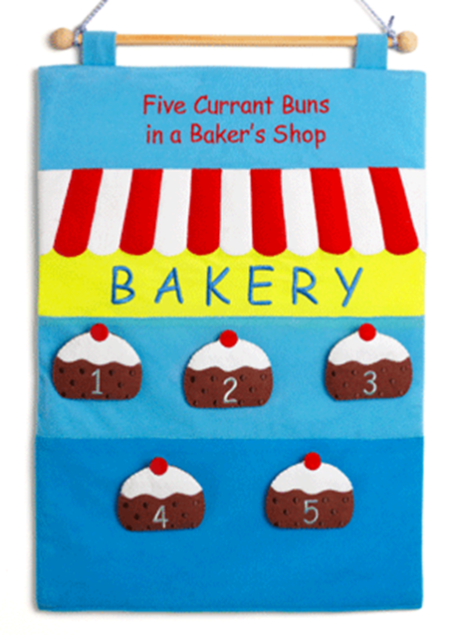 Five Currant Buns
in a Baker's Shop
BAKERY
1 2 3
4 5